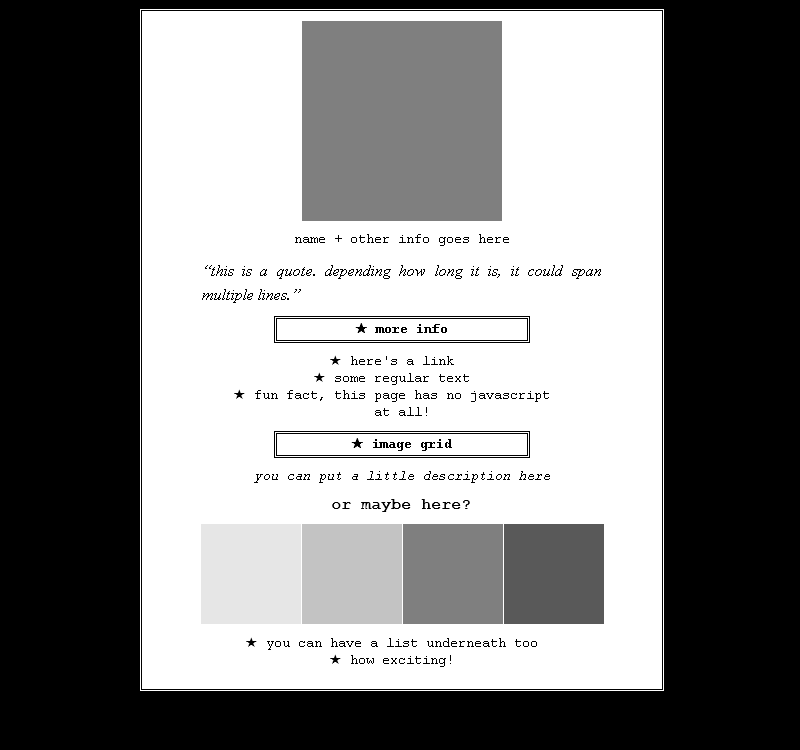 name + other info goes here
“this is a quote. depending how long it is, it could span
multiple lines.”
★ more info
★ here's a link
★ some regular text
★ fun fact, this page has no javascript
at all!
★ image grid
you can put a little description here
or maybe here?
★ you can have a list underneath too
★ how exciting!